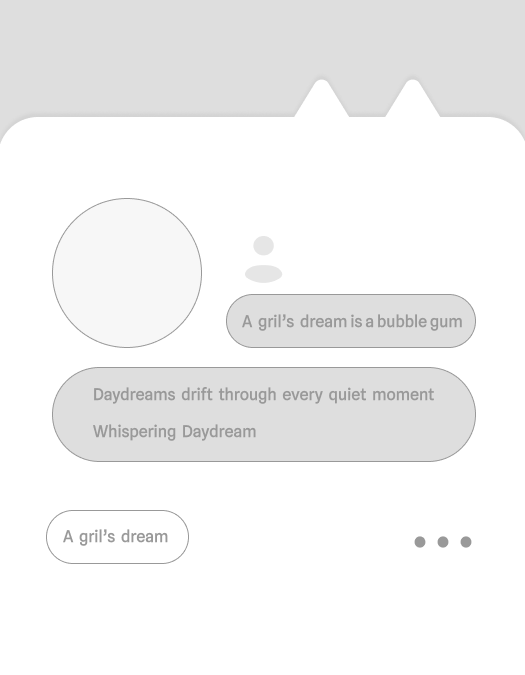 A gril's dream is a bubble gum
Daydreams drift through every quiet moment
Whispering Daydream
A gril's dream